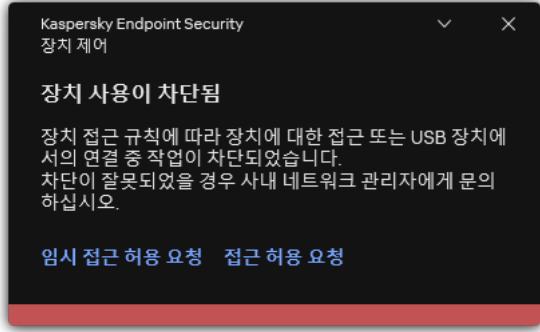 Kaspersky Endpoint Security
장치 제어
장치 사용이 차단됨
장치 접근 규칙에 따라 장치에 대한 접근 또는 USB 장치에
서의 연결 중 작업이 차단되었습니다.
차단이 잘못되었을 경우 사내 네트워크 관리자에게 문의
하십시오.
임시 접근 허용 요청 접근 허용 요청